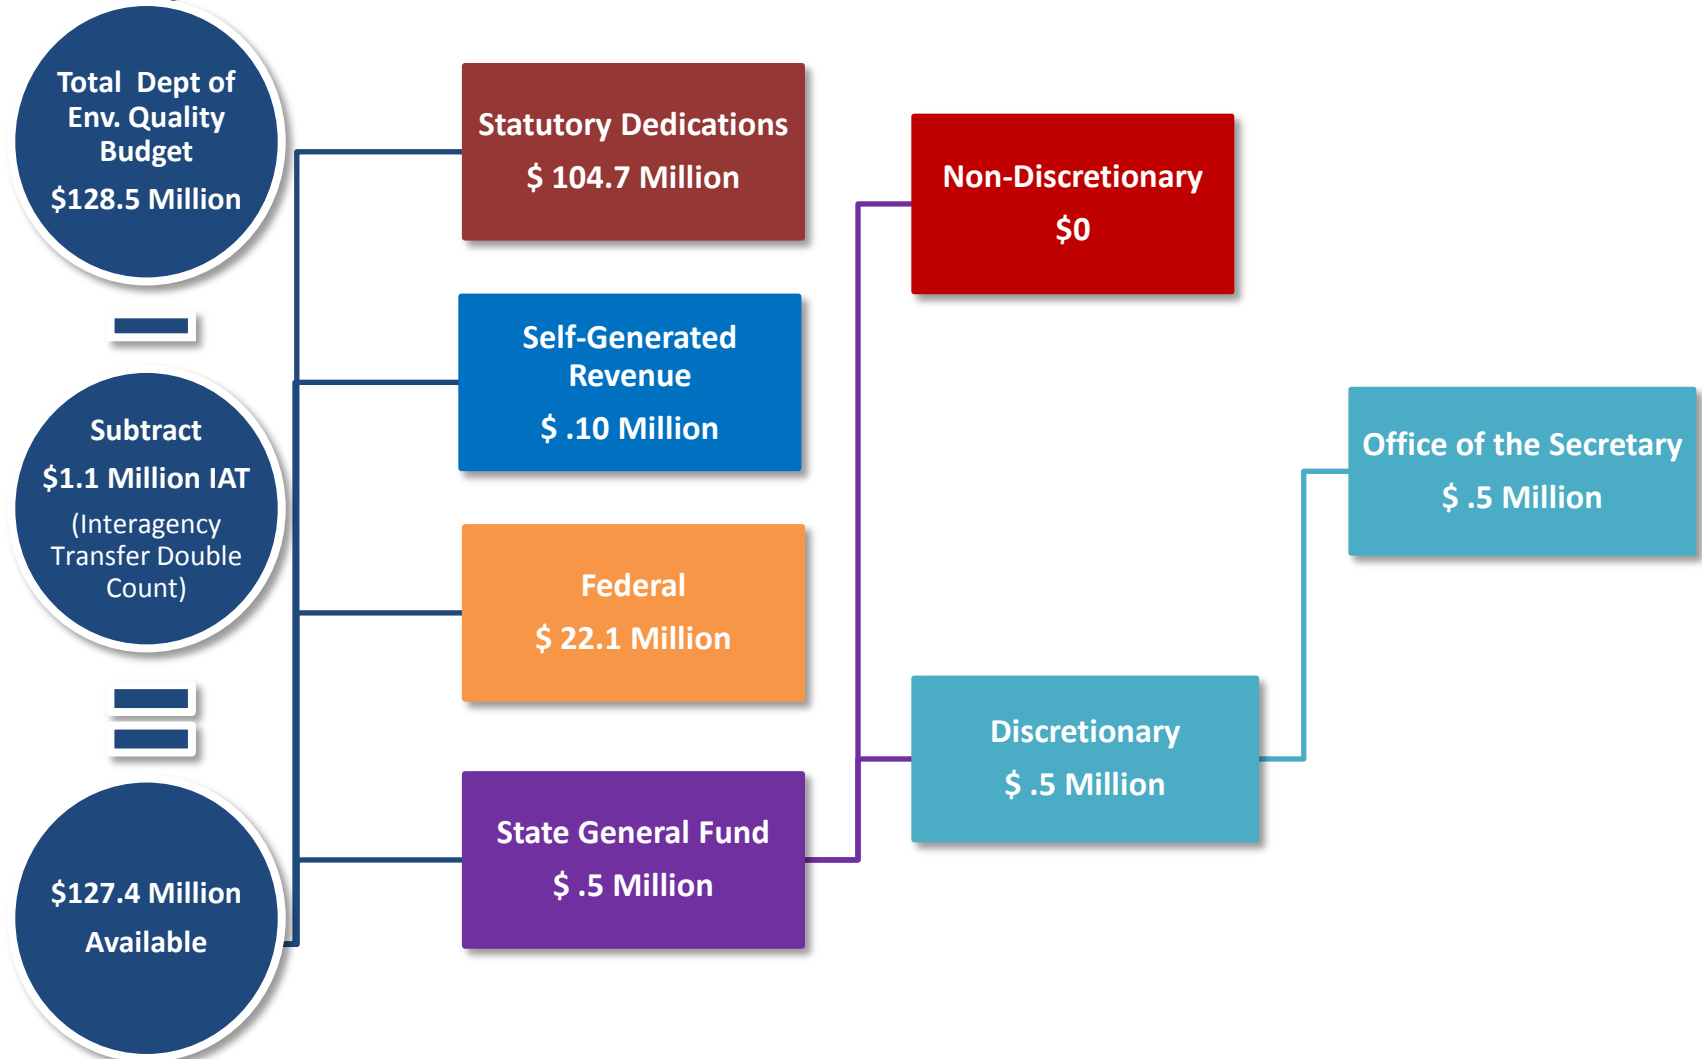 Total  Dept of
Env. Quality
Budget
$128.5 Million
Subtract
$1.1 Million IAT
(Interagency
Transfer Double
Count)
$127.4 Million
Available
Statutory Dedications
$ 104.7 Million
Self-Generated
Revenue
$ .10 Million
Federal
$ 22.1 Million
State General Fund
$ .5 Million
Non-Discretionary
$0
Discretionary
$ .5 Million
Office of the Secretary
$ .5 Million